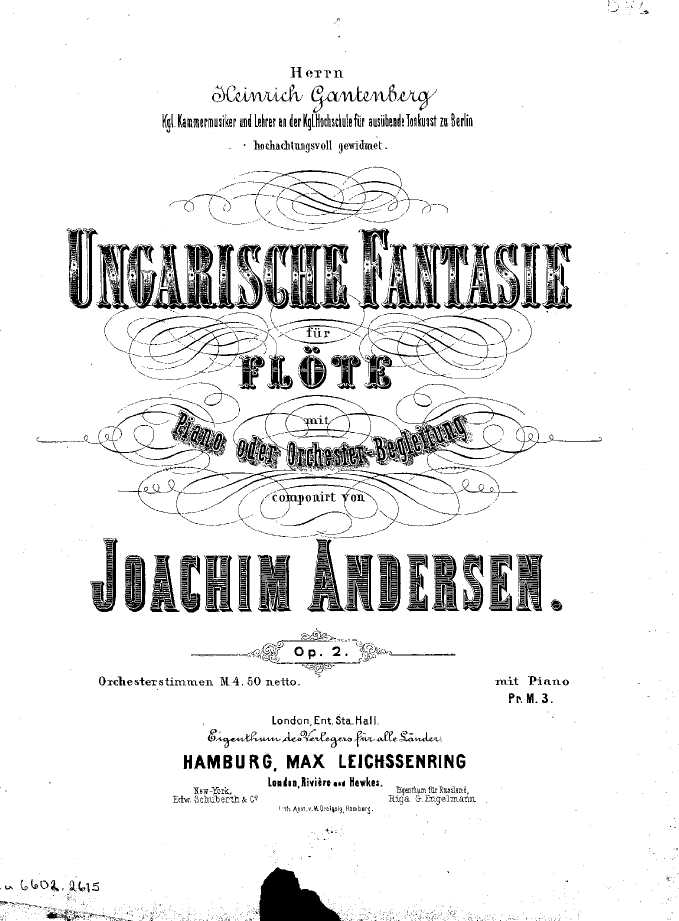 Herrn
Heinrich Gantenberg
Kgl. Kammermusiker und Lehrer an der Kgl. Hochschule für ausübende Tonkunst zu Berlin
hochachtungsvoll gewidmet.
UNGARISCHE FANTASIE
für
FLÖTE
mit
Piano oder Orchester-Begleitung
componirt von
JOACHIM ANDERSEN.
Op. 2.
Orchesterstimmen M. 4. 50 netto.
mit Piano
Pr. M. 3.
London, Ent. Sta. Hall.
Eigenthum des Verlegers für alle Länder.
HAMBURG, MAX LEICHSSENRING
London, Rivière and Hawkes.
New-York,
Edw. Schuberth & Co
Eigenthum für Russland,
Riga G. Engelmann.
Hamburg.
6602.2615